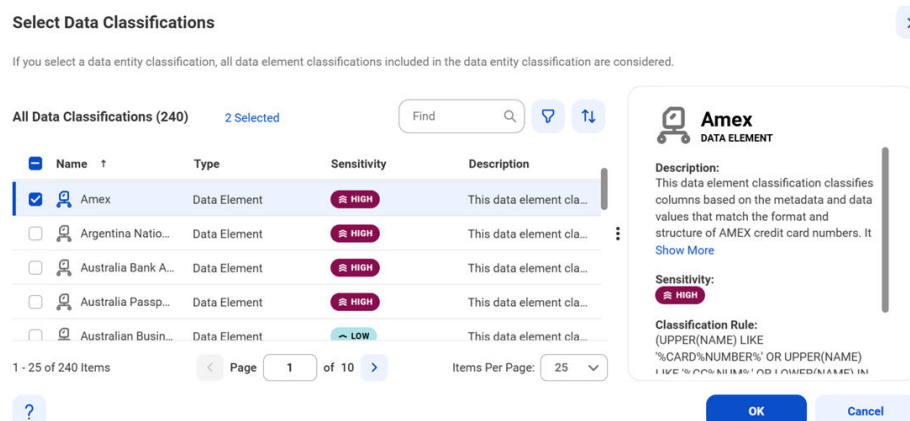 Select Data Classifications
If you select a data entity classification, all data element classifications included in the data entity classification are considered.
All Data Classifications (240) 2 Selected Find
Name ↑ Type Sensitivity Description
Amex Data Element HIGH This data element cla...
Argentina Natio... Data Element HIGH This data element cla...
Australia Bank A... Data Element HIGH This data element cla...
Australia Passp... Data Element HIGH This data element cla...
Australian Busin... Data Element LOW This data element cla...
1 - 25 of 240 Items Page 1 of 10 Items Per Page: 25
Amex
DATA ELEMENT
Description:
This data element classification classifies
columns based on the metadata and data
values that match the format and
structure of AMEX credit card numbers. It
Show More
Sensitivity:
HIGH
Classification Rule:
(UPPER(NAME) LIKE
'%CARD%NUMBER%' OR UPPER(NAME)
LIKE '%CC%NUM%' OR LOWER(NAME) IN
? OK Cancel